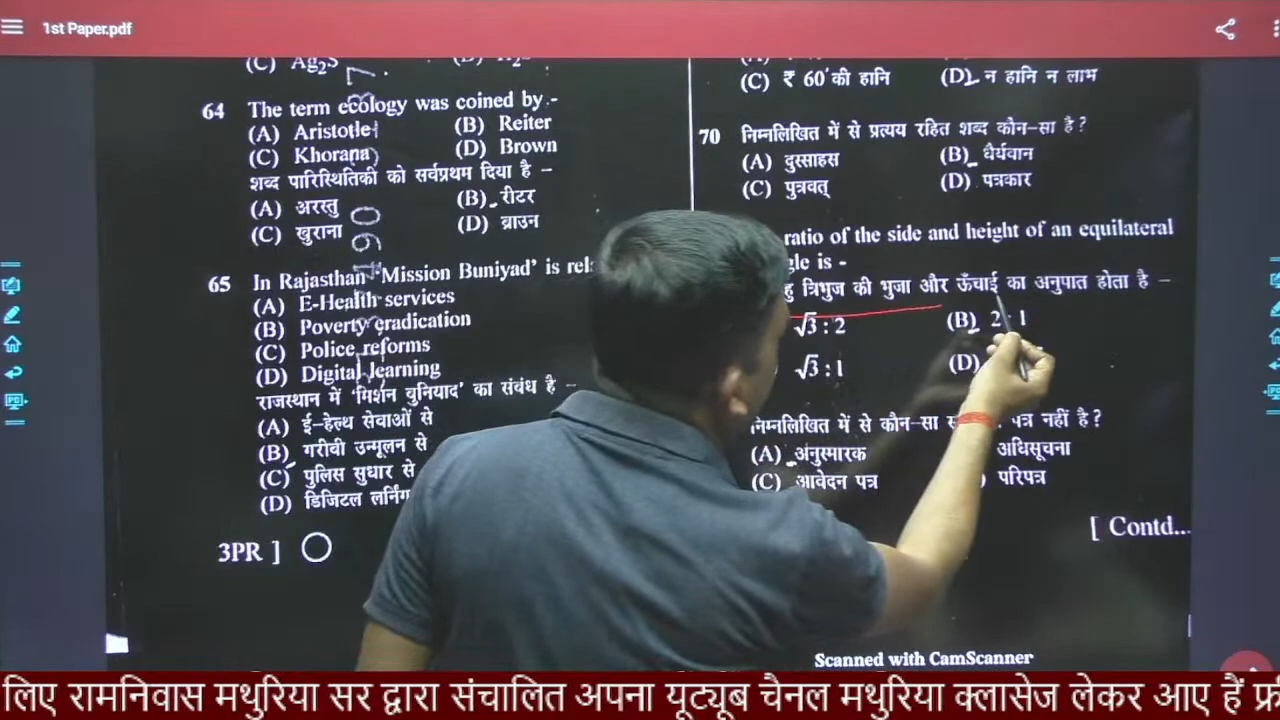 1st Paper.pdf
(C) Ag2S
64 The term ecology was coined by -
(A) Aristotle
(B) Reiter
(C) Khorana
(D) Brown
शब्द पारिस्थितिकी को सर्वप्रथम दिया है –
(A) अरस्तु
(B) रीटर
(C) खुराना
(D) ब्राउन
65 In Rajasthan 'Mission Buniyad' is
(A) E-Health services
(B) Poverty eradication
(C) Police reforms
(D) Digital learning
राजस्थान में 'मिशन बुनियाद' का संबंध है –
(A) ई-हेल्थ सेवाओं से
(B) गरीबी उन्मूलन से
(C) पुलिस सुधार से
(D) डिजिटल लर्निंग
3PR ]
(C) ₹ 60 की हानि
(D) न हानि न लाभ
70 निम्नलिखित में से प्रत्यय रहित शब्द कौन-सा है ?
(A) दुस्साहस
(B) धैर्यवान
(C) पुत्रवत्
(D) पत्रकार
ratio of the side and height of an equilateral
is -
त्रिभुज की भुजा और ऊँचाई का अनुपात होता है –
√3 : 2
(B) 2 : 1
√3 : 1
(D)
निम्नलिखित में से कौन-सा पत्र नहीं है ?
(A) अनुस्मारक
अधिसूचना
(C) आवेदन पत्र
परिपत्र
[ Contd...
Scanned with CamScanner
लिए रामनिवास मथुरिया सर द्वारा संचालित अपना यूट्यूब चैनल मथुरिया क्लासेज लेकर आए हैं